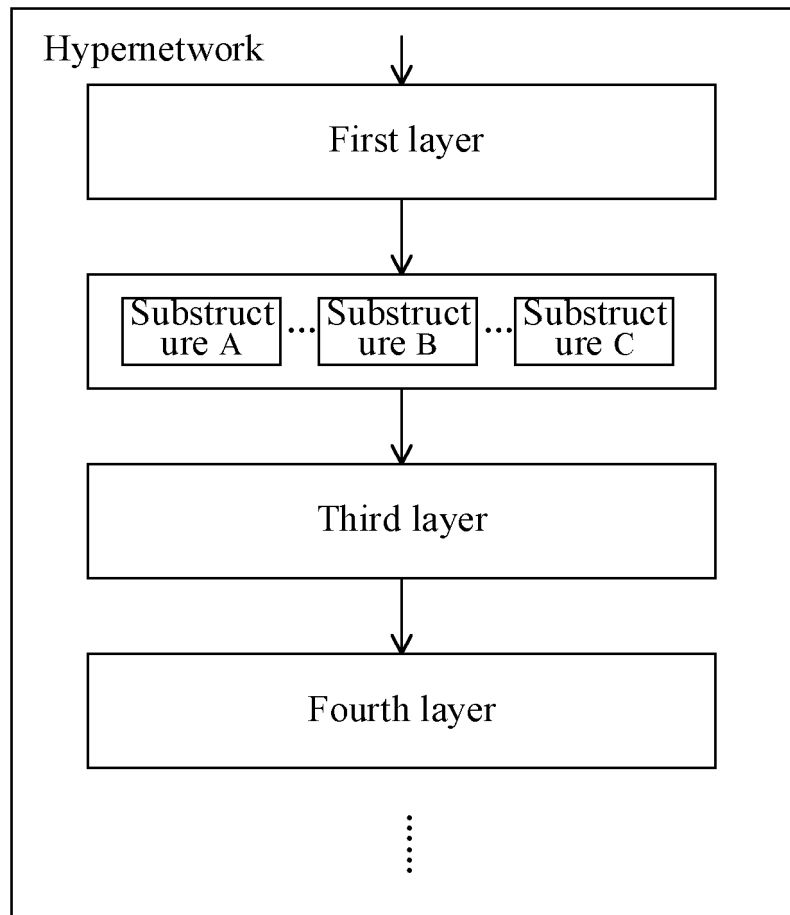 Hypernetwork
First layer
Substruct ... Substruct ... Substruct
ure A ure B ure C
Third layer
Fourth layer
......